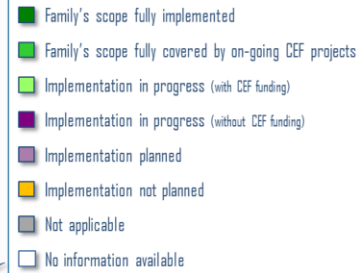 Family's scope fully implemented
Family's scope fully covered by on-going CEF projects
Implementation in progress (with CEF funding)
Implementation in progress (without CEF funding)
Implementation planned
Implementation not planned
Not applicable
No information available